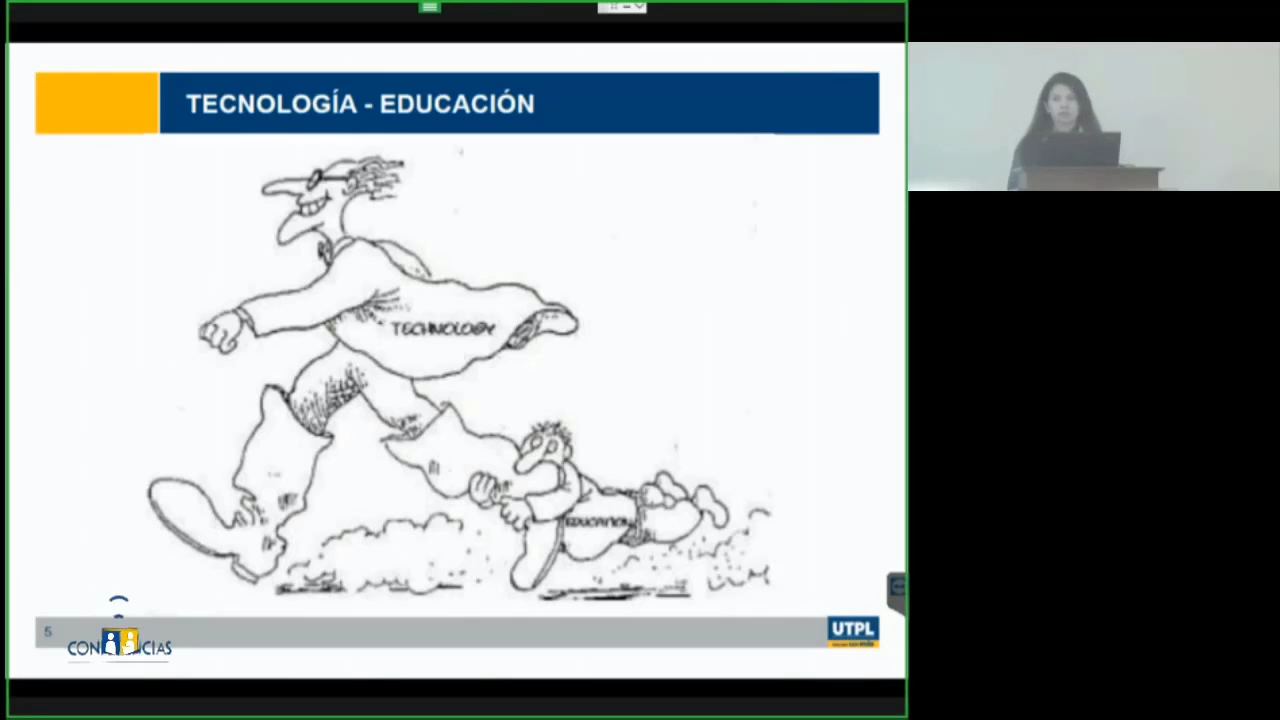 TECNOLOGÍA - EDUCACIÓN
TECHNOLOGY
EDUCATION
5
UTPL